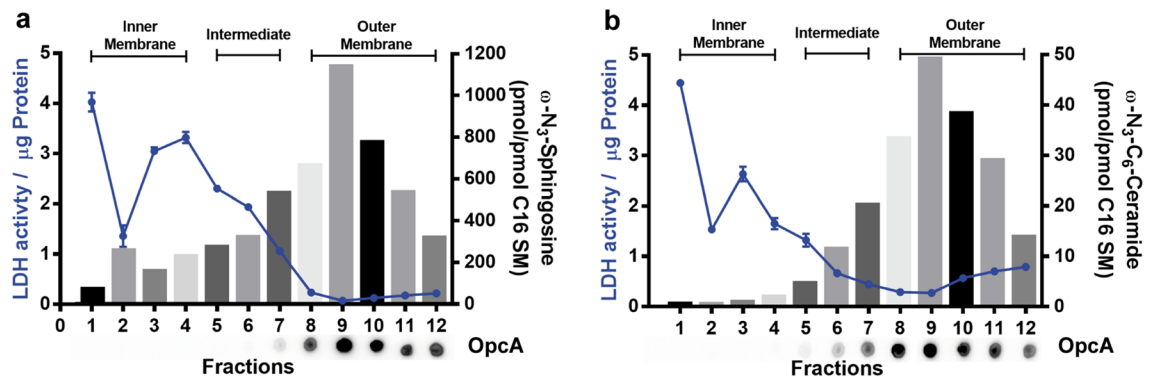 a
Inner
Membrane
Intermediate
Outer
Membrane
LDH activty / μg Protein
5
4
3
2
1
0
1200
1000
800
600
400
200
0
ω-N₃-Sphingosine
(pmol/pmol C16 SM)
0 1 2 3 4 5 6 7 8 9 10 11 12
OpcA
Fractions
b
Inner
Membrane
Intermediate
Outer
Membrane
LDH activty / μg Protein
5
4
3
2
1
0
50
40
30
20
10
0
ω-N₃-C₆-Ceramide
(pmol/pmol C16 SM)
1 2 3 4 5 6 7 8 9 10 11 12
OpcA
Fractions